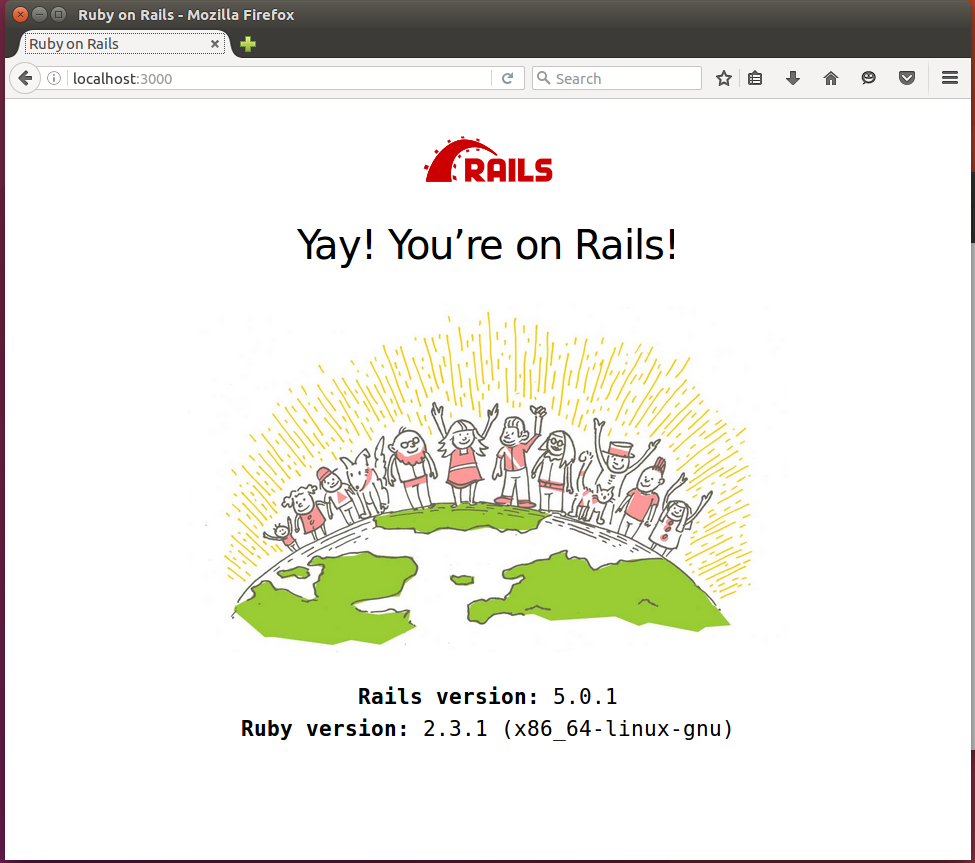 Ruby on Rails - Mozilla Firefox
Ruby on Rails
localhost:3000
Search
RAILS
Yay! You’re on Rails!
Rails version: 5.0.1
Ruby version: 2.3.1 (x86_64-linux-gnu)